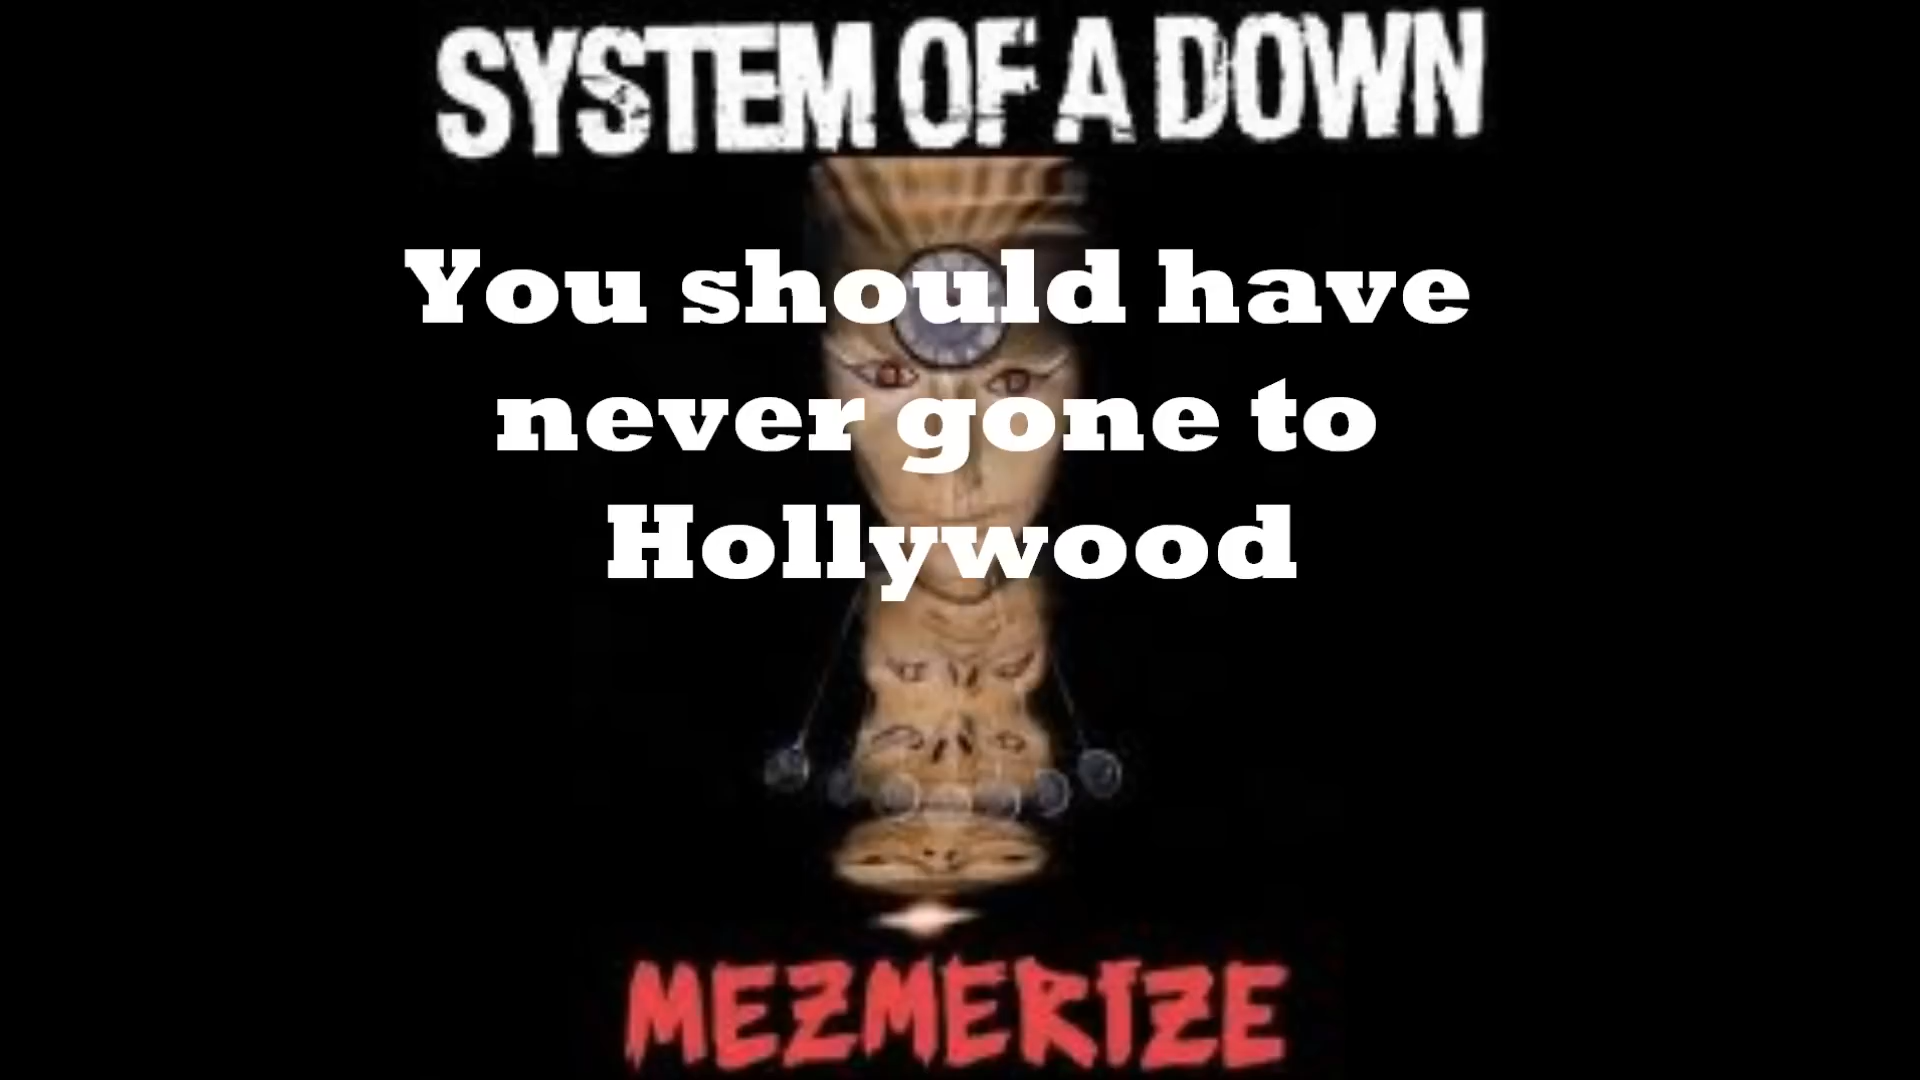 SYSTEM OF A DOWN
You should have
never gone to
Hollywood
MEZMERIZE